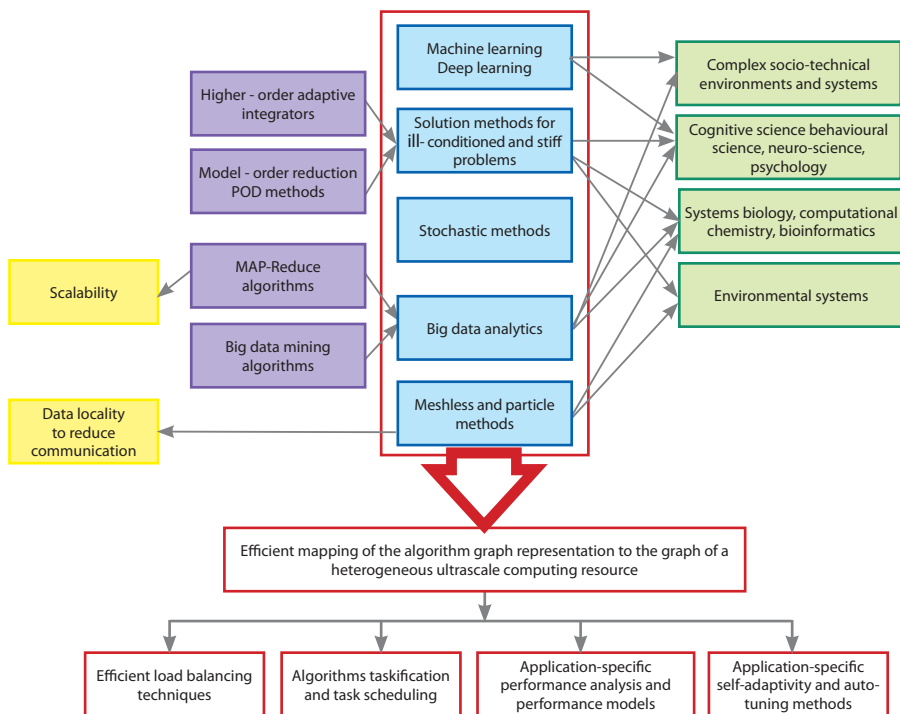 Machine learning
Deep learning
Complex socio-technical
environments and systems
Higher - order adaptive
integrators
Solution methods for
ill- conditioned and stiff
problems
Cognitive science behavioural
science, neuro-science,
psychology
Model - order reduction
POD methods
Stochastic methods
Systems biology, computational
chemistry, bioinformatics
Scalability
MAP-Reduce
algorithms
Environmental systems
Big data mining
algorithms
Big data analytics
Data locality
to reduce
communication
Meshless and particle
methods
Efficient mapping of the algorithm graph representation to the graph of a
heterogeneous ultrascale computing resource
Efficient load balancing
techniques
Algorithms taskification
and task scheduling
Application-specific
performance analysis and
performance models
Application-specific
self-adaptivity and auto-
tuning methods